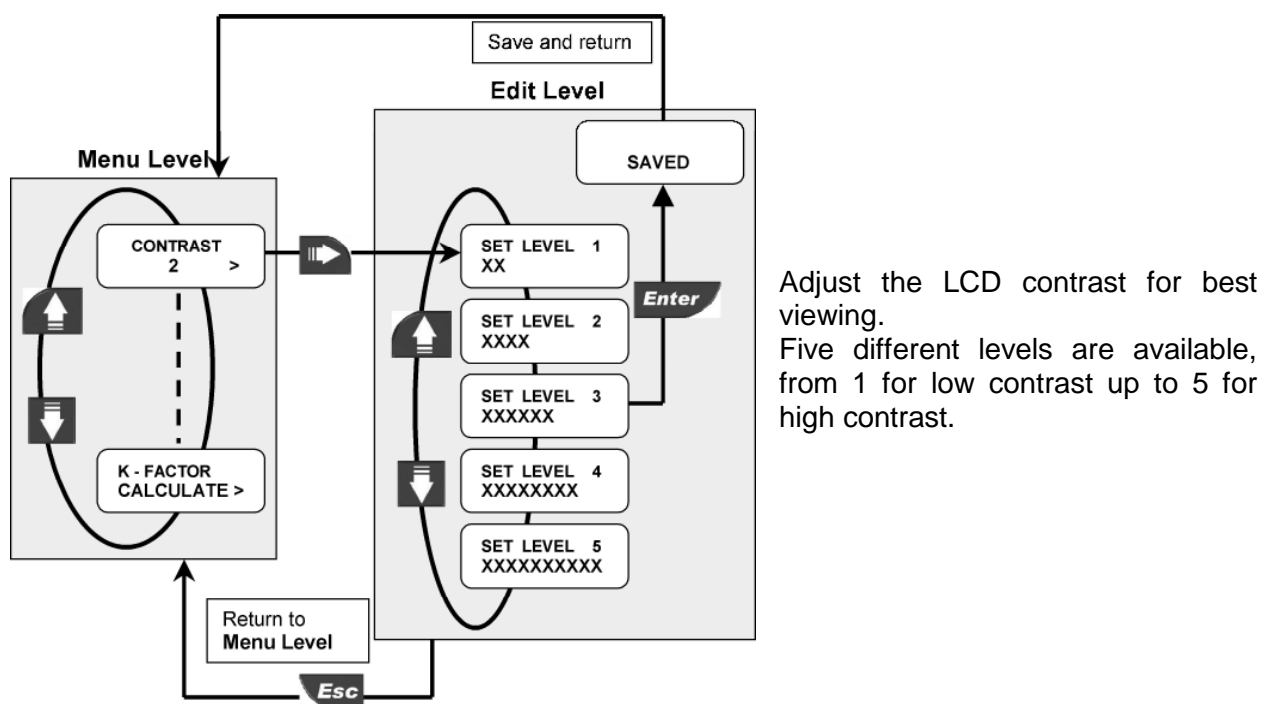 Save and return
Edit Level
SAVED
Menu Level
CONTRAST
2 >
SET LEVEL 1
XX
Enter
SET LEVEL 2
XXXX
SET LEVEL 3
XXXXXX
K - FACTOR
CALCULATE >
SET LEVEL 4
XXXXXXXX
SET LEVEL 5
XXXXXXXXXX
Return to
Menu Level
Esc
Adjust the LCD contrast for best
viewing.
Five different levels are available,
from 1 for low contrast up to 5 for
high contrast.